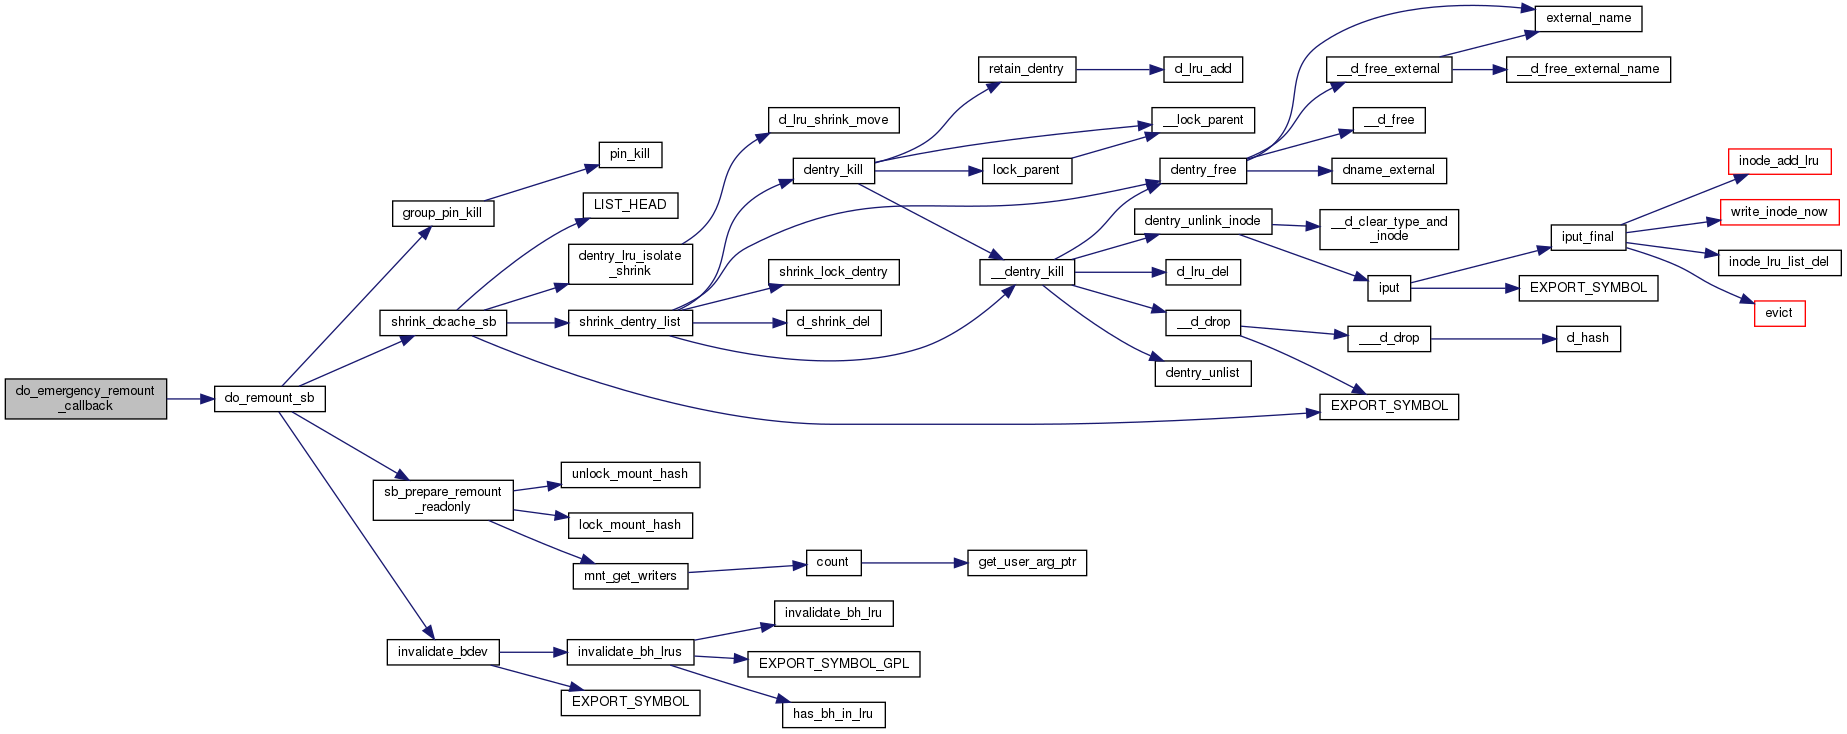 external_name
retain_dentry
d_lru_add
__d_free_external
__d_free_external_name
d_lru_shrink_move
__lock_parent
__d_free
pin_kill
dentry_kill
lock_parent
dentry_free
dname_external
inode_add_lru
LIST_HEAD
group_pin_kill
dentry_unlink_inode
__d_clear_type_and
_inode
write_inode_now
iput_final
dentry_lru_isolate
_shrink
shrink_lock_dentry
__dentry_kill
d_lru_del
inode_lru_list_del
iput
EXPORT_SYMBOL
evict
shrink_dcache_sb
shrink_dentry_list
d_shrink_del
__d_drop
___d_drop
d_hash
dentry_unlist
do_emergency_remount
_callback
do_remount_sb
EXPORT_SYMBOL
unlock_mount_hash
sb_prepare_remount
_readonly
lock_mount_hash
mnt_get_writers
count
get_user_arg_ptr
invalidate_bh_lru
invalidate_bdev
invalidate_bh_lrus
EXPORT_SYMBOL_GPL
EXPORT_SYMBOL
has_bh_in_lru